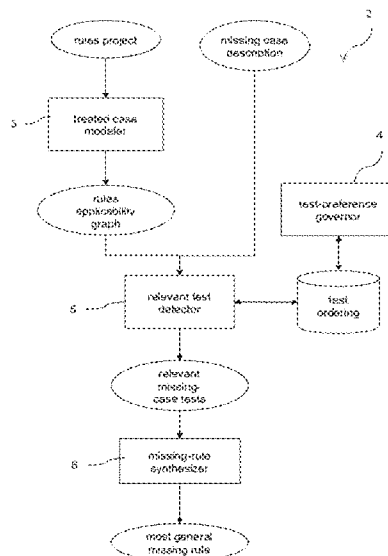 2
rules project
missing case
description
5
treated case
modeler
4
rules
applicability
graph
test-preference
governor
6
relevant test
detector
test
ordering
relevant
missing-
case tests
8
missing-rule
synthesizer
most general
missing rule